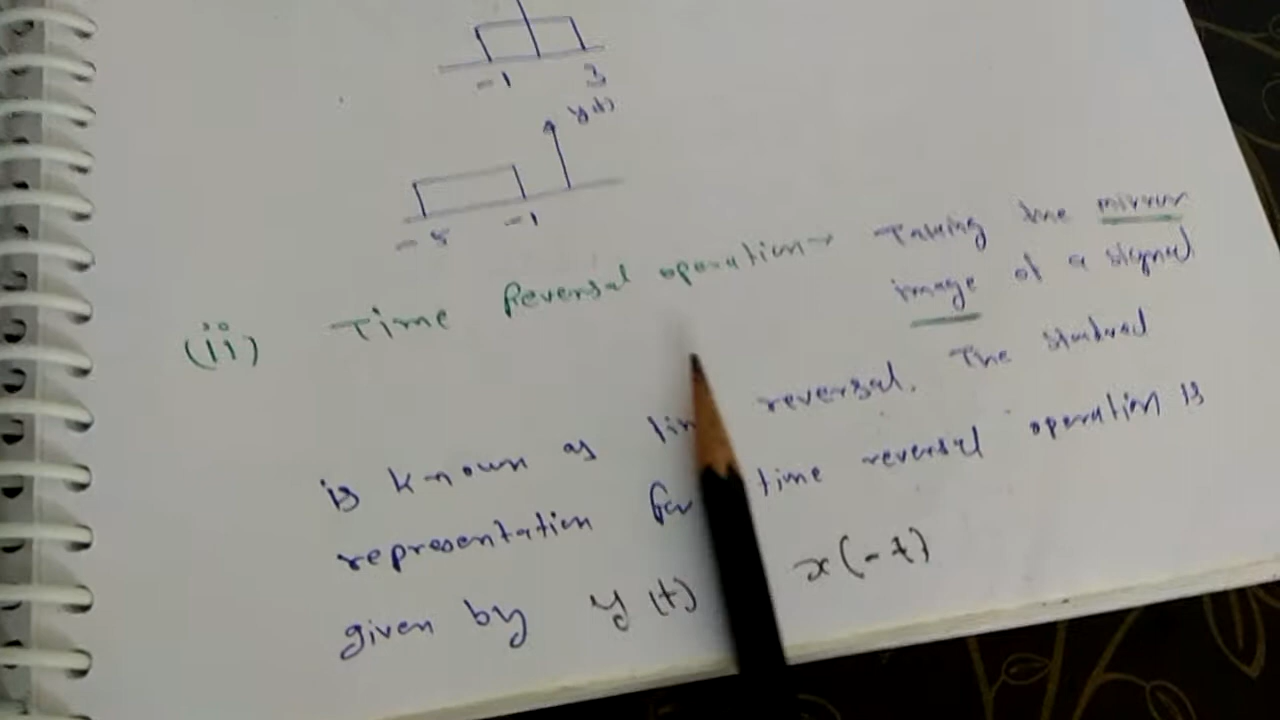 -1 3
y(t)
-5 -1
(ii) Time Reversal operation → Taking the mirror
image of a signal
is known as reversal. The standard
representation for time reversal operation is
given by y(t) x(-t)